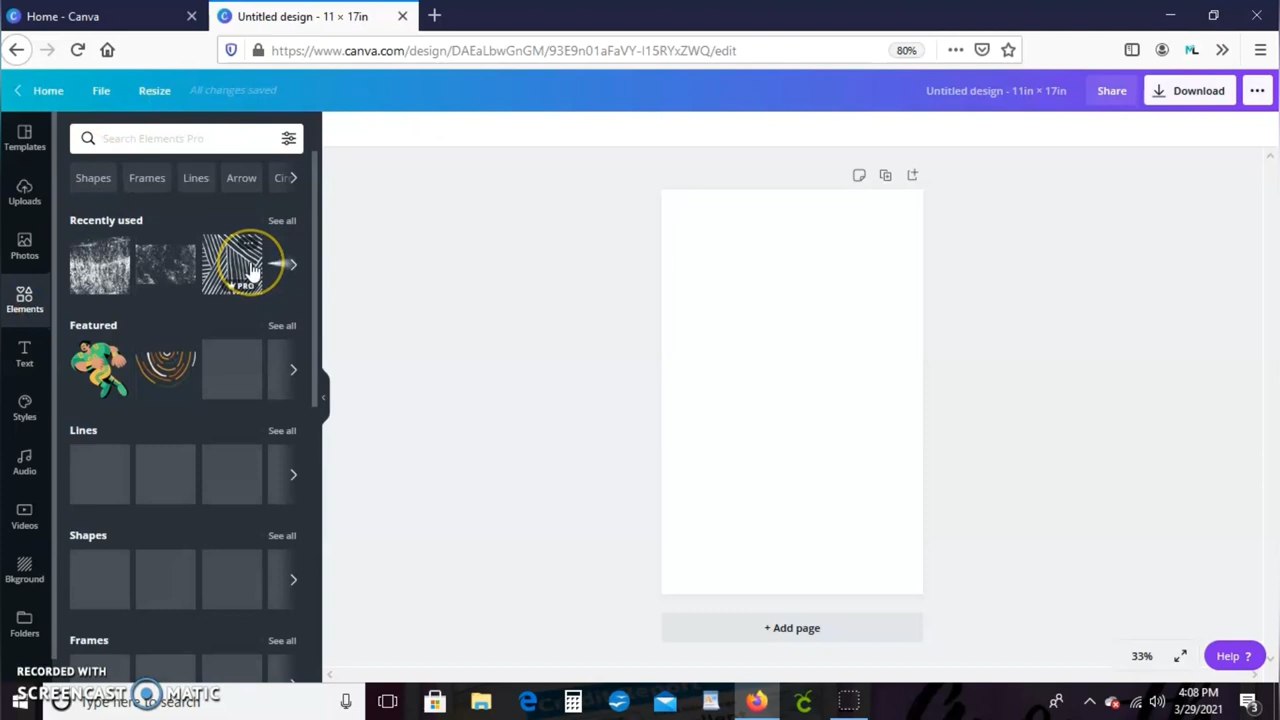 Home - Canva
Untitled design - 11 × 17in
https://www.canva.com/design/DAEaLbwGnGM/93E9n01aFaVY-I15RYxZWQ/edit
80%
Home
File
Resize
All changes saved
Untitled design - 11in × 17in
Share
Download
Templates
Search Elements Pro
Shapes
Frames
Lines
Arrow
Uploads
Recently used
See all
Photos
PRO
Elements
Featured
See all
Text
Styles
Lines
See all
Audio
Videos
Shapes
See all
Bkground
Folders
Frames
See all
+ Add page
33%
Help ?
RECORDED WITH
SCREENCAST MATIC
Type here to search
4:08 PM
3/29/2021
3